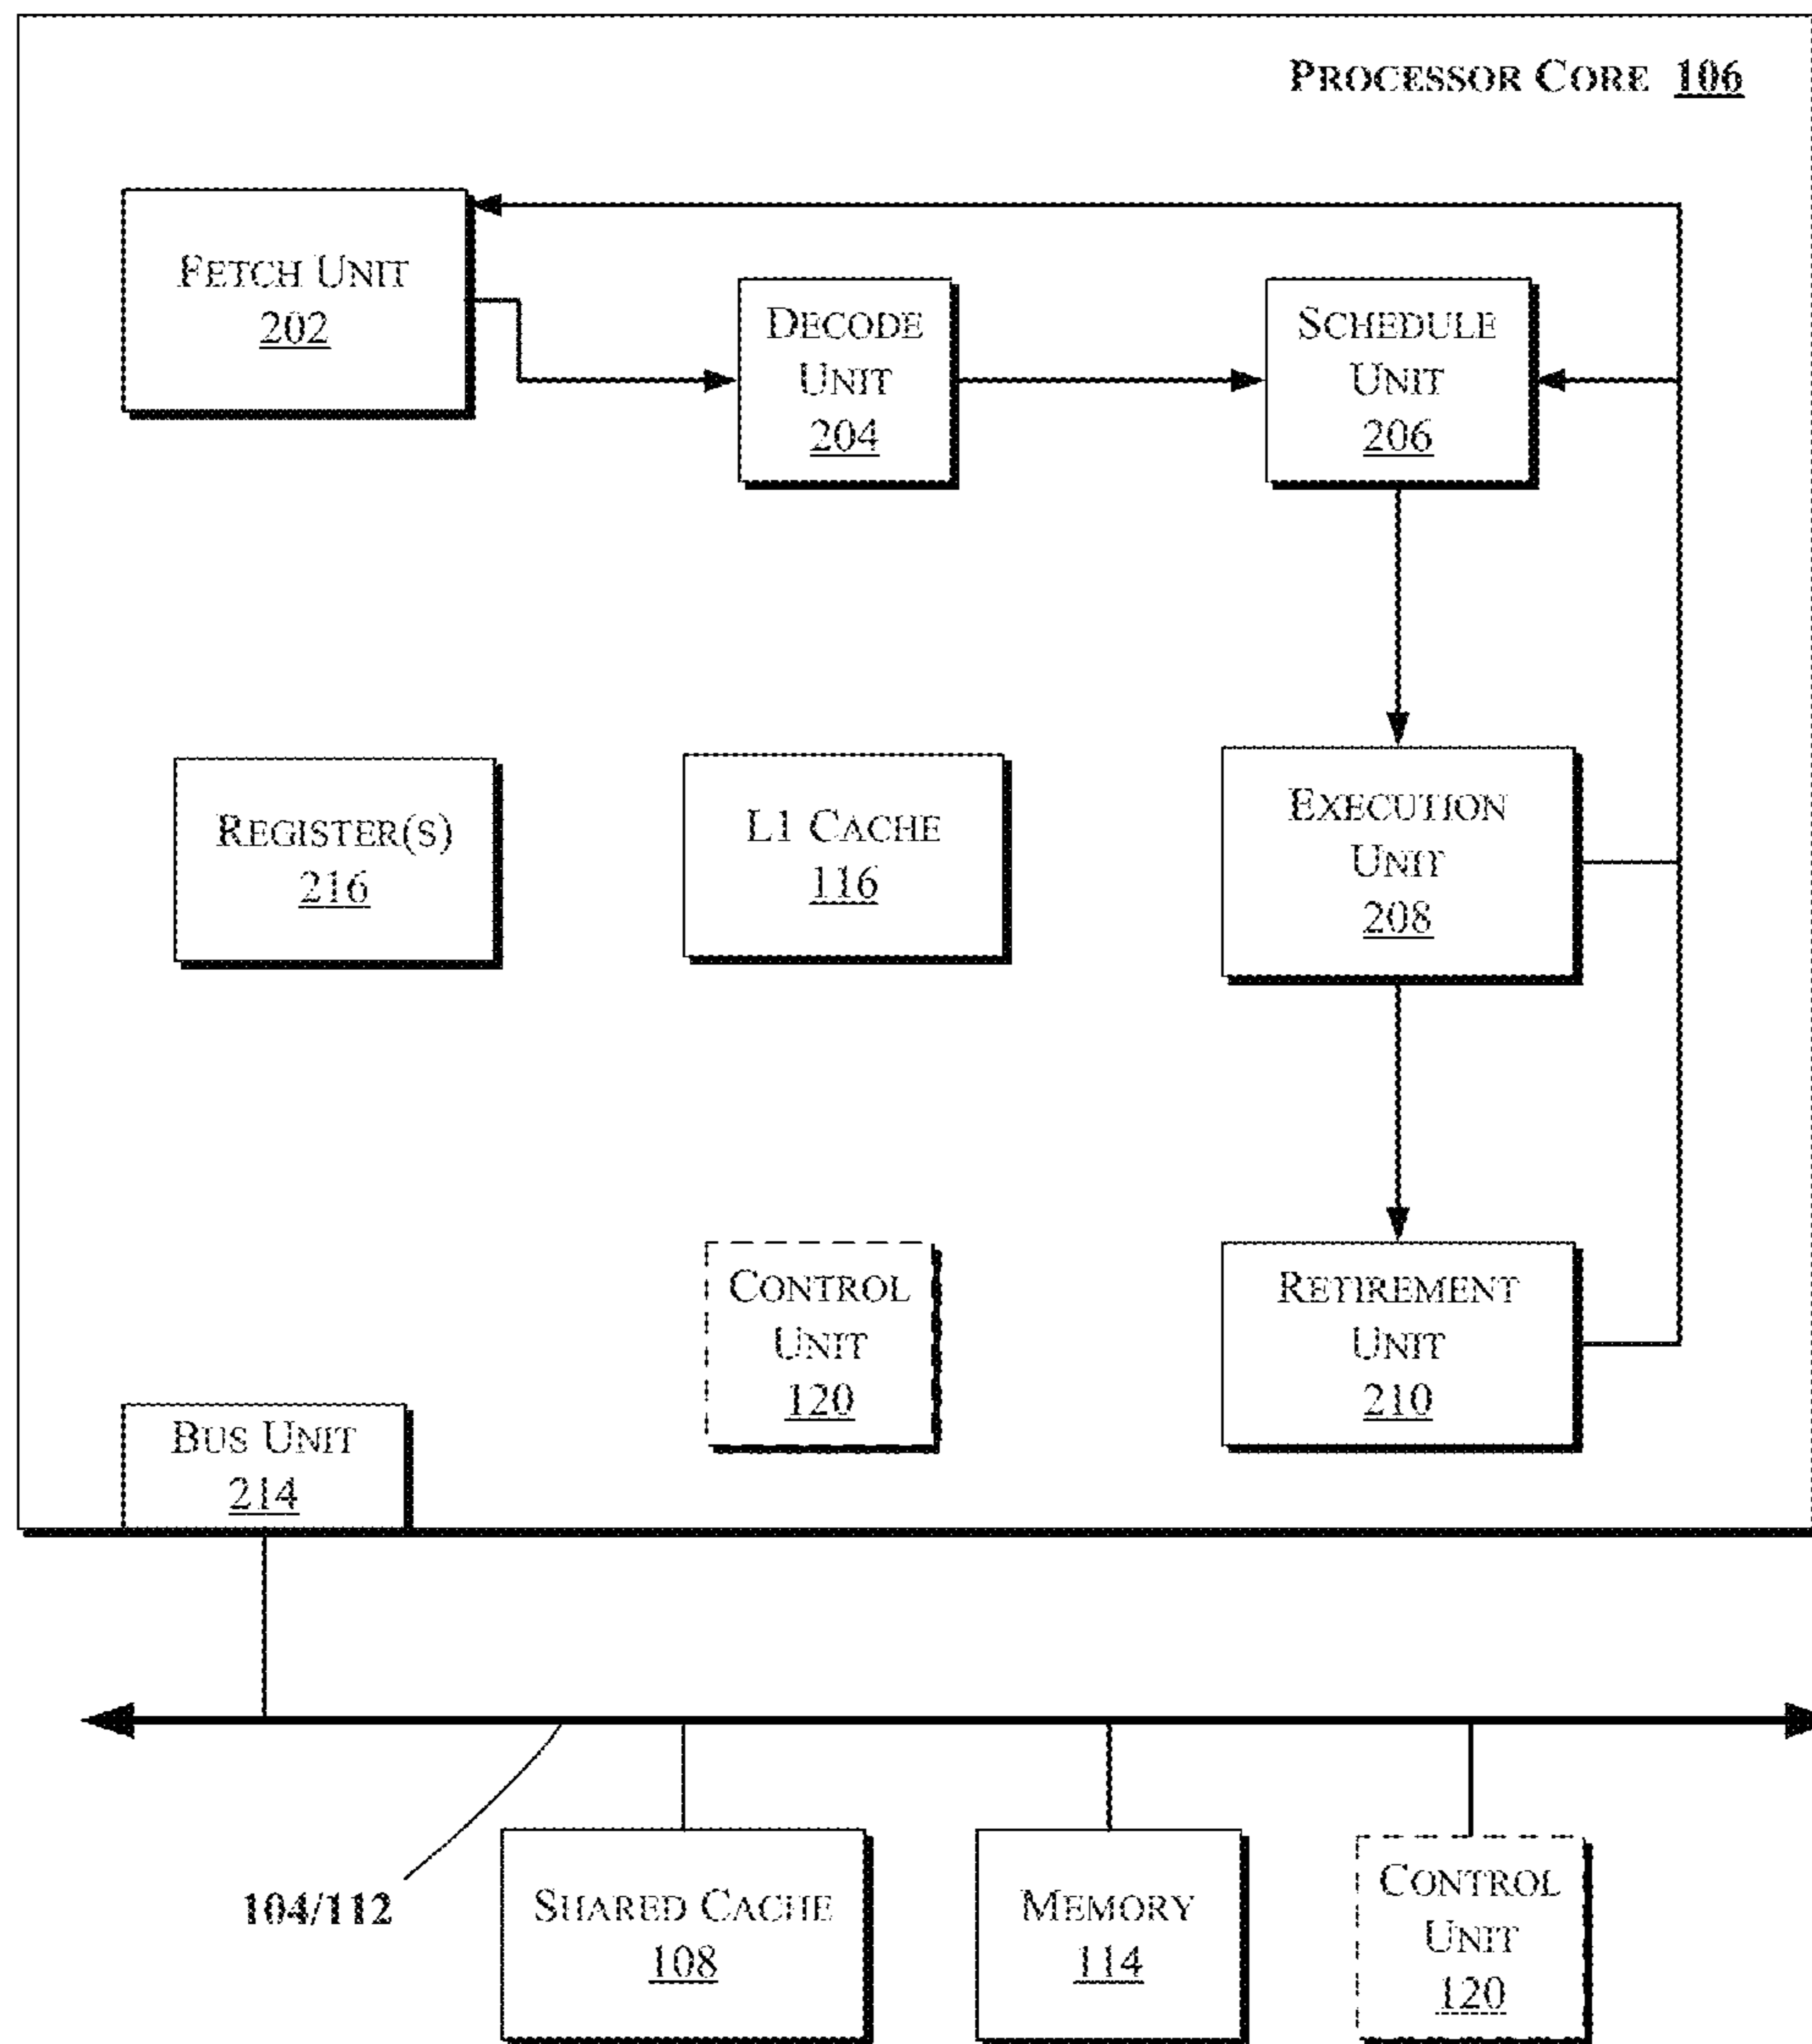 PROCESSOR CORE 106
FETCH UNIT
202
DECODE
UNIT
204
SCHEDULE
UNIT
206
REGISTER(S)
216
L1 CACHE
116
EXECUTION
UNIT
208
CONTROL
UNIT
120
RETIREMENT
UNIT
210
BUS UNIT
214
104/112
SHARED CACHE
108
MEMORY
114
CONTROL
UNIT
120